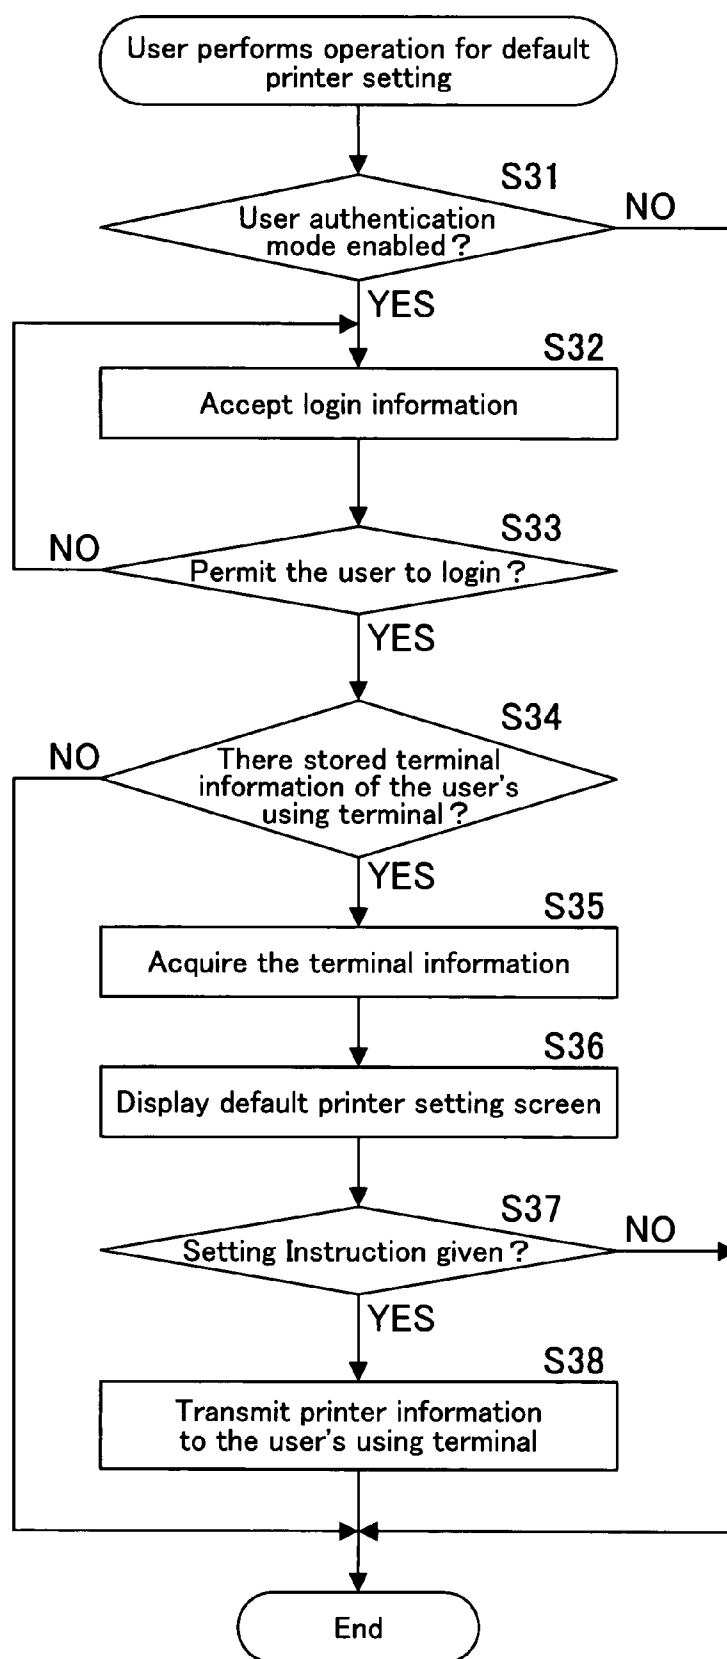 User performs operation for default
printer setting
S31
User authentication
mode enabled?
NO
YES
S32
Accept login information
S33
NO
Permit the user to login?
YES
S34
NO
There stored terminal
information of the user's
using terminal?
YES
S35
Acquire the terminal information
S36
Display default printer setting screen
S37
Setting Instruction given?
NO
YES
S38
Transmit printer information
to the user's using terminal
End